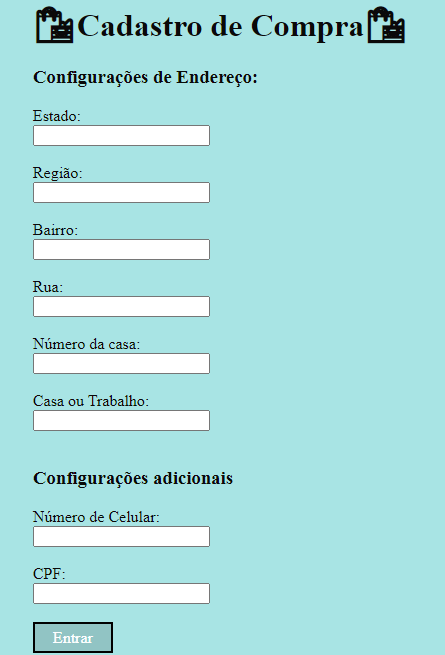 Cadastro de Compra
Configurações de Endereço:
Estado:
Região:
Bairro:
Rua:
Número da casa:
Casa ou Trabalho:
Configurações adicionais
Número de Celular:
CPF:
Entrar